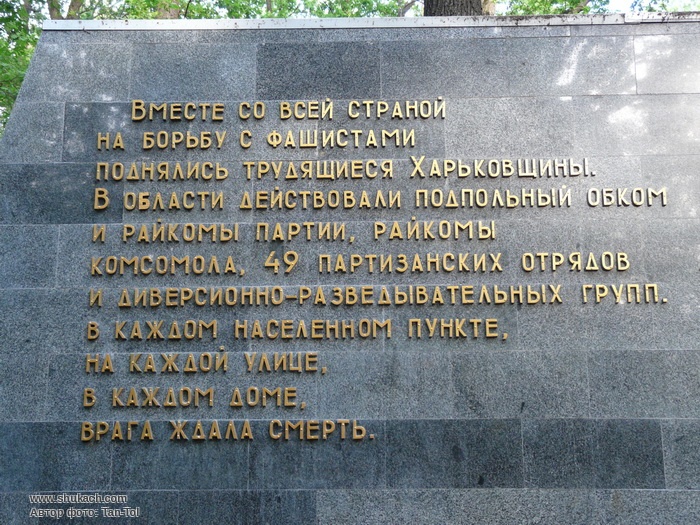 Вместе со всей страной
на борьбу с фашистами
поднялись трудящиеся Харьковщины.
В области действовали подпольный обком
и райкомы партии, райкомы
комсомола, 49 партизанских отрядов
и диверсионно-разведывательных групп.
в каждом населенном пункте,
на каждой улице,
в каждом доме,
врага ждала смерть.
www.shukach.com
Автор фото: Tan-Tol